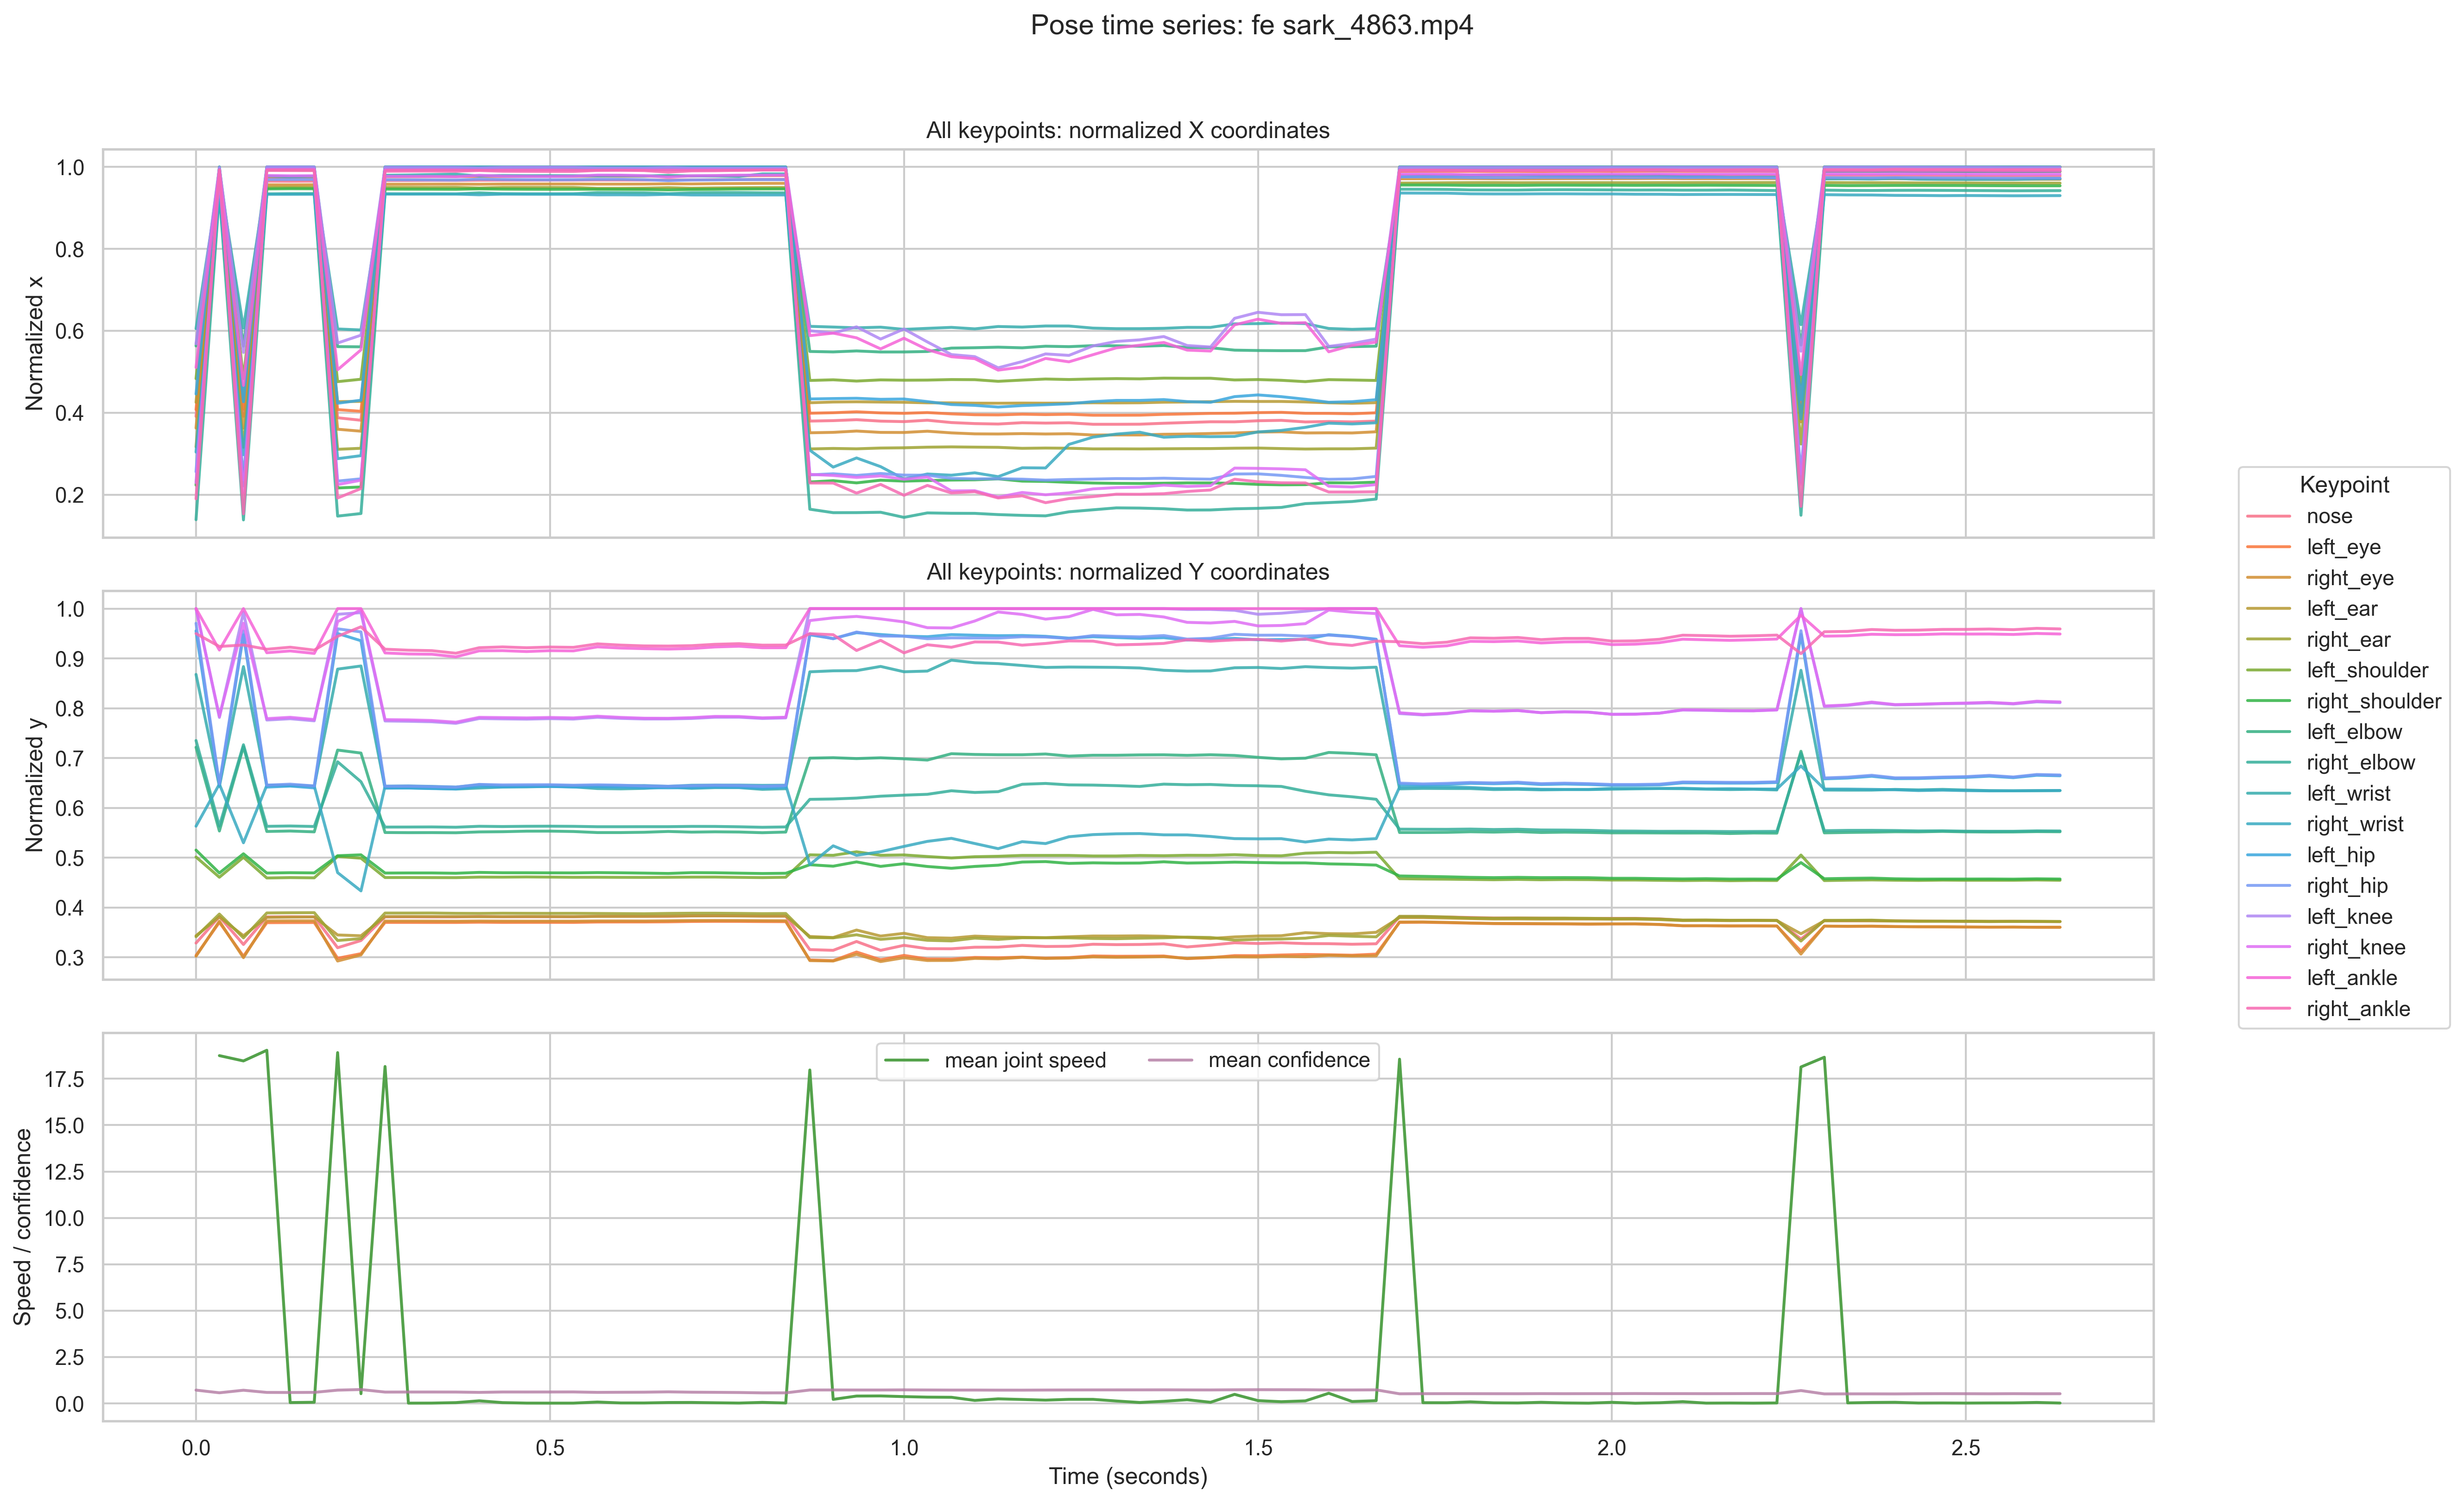 Pose time series: fe sark_4863.mp4
All keypoints: normalized X coordinates
1.0
0.8
0.6
0.4
0.2
Normalized x
All keypoints: normalized Y coordinates
1.0
0.9
0.8
0.7
0.6
0.5
0.4
0.3
Normalized y
mean joint speed
mean confidence
17.5
15.0
12.5
10.0
7.5
5.0
2.5
0.0
Speed / confidence
0.0
0.5
1.0
1.5
2.0
2.5
Time (seconds)
Keypoint
nose
left_eye
right_eye
left_ear
right_ear
left_shoulder
right_shoulder
left_elbow
right_elbow
left_wrist
right_wrist
left_hip
right_hip
left_knee
right_knee
left_ankle
right_ankle